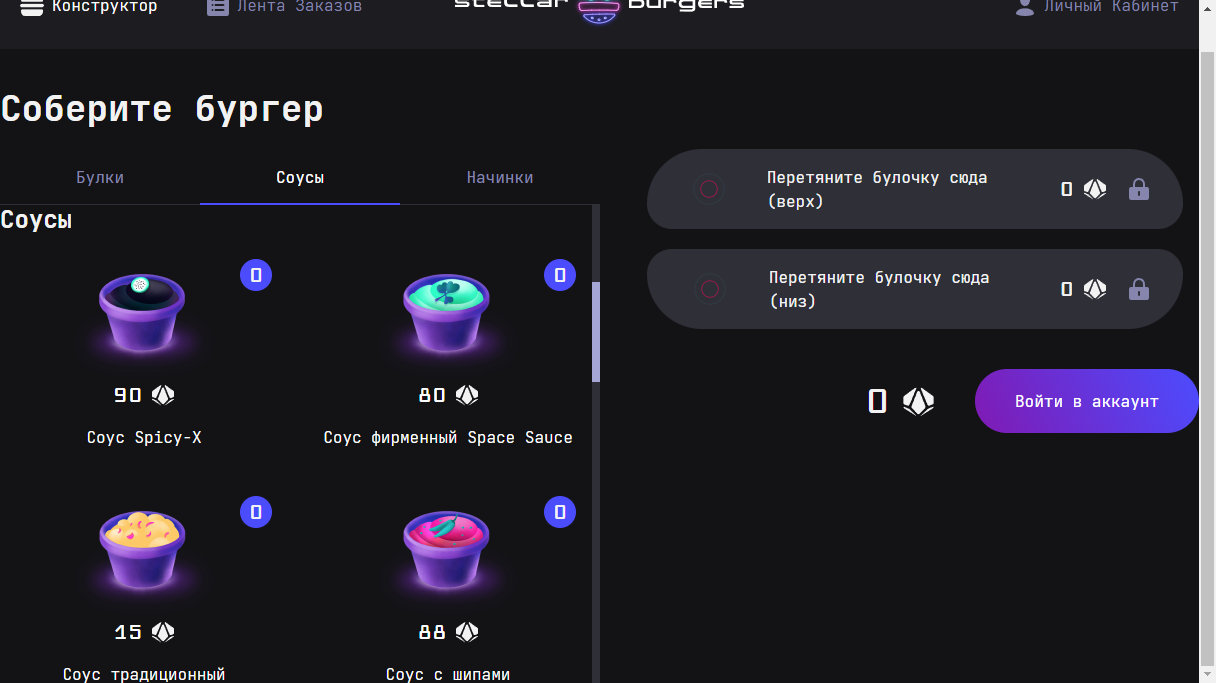 Конструктор
Лента Заказов
stellar burgers
Личный Кабинет
Соберите бургер
Булки
Соусы
Начинки
Соусы
0
0
90
80
Соус Spicy-X
Соус фирменный Space Sauce
0
0
15
88
Соус традиционный
Соус с шипами
Перетяните булочку сюда
(верх)
0
Перетяните булочку сюда
(низ)
0
0
Войти в аккаунт